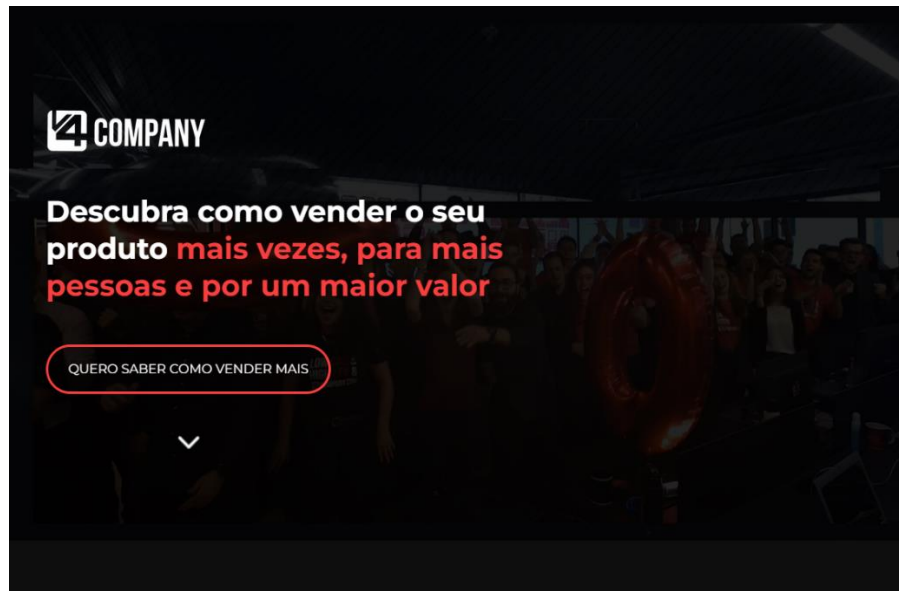 V4 COMPANY
Descubra como vender o seu
produto mais vezes, para mais
pessoas e por um maior valor
QUERO SABER COMO VENDER MAIS